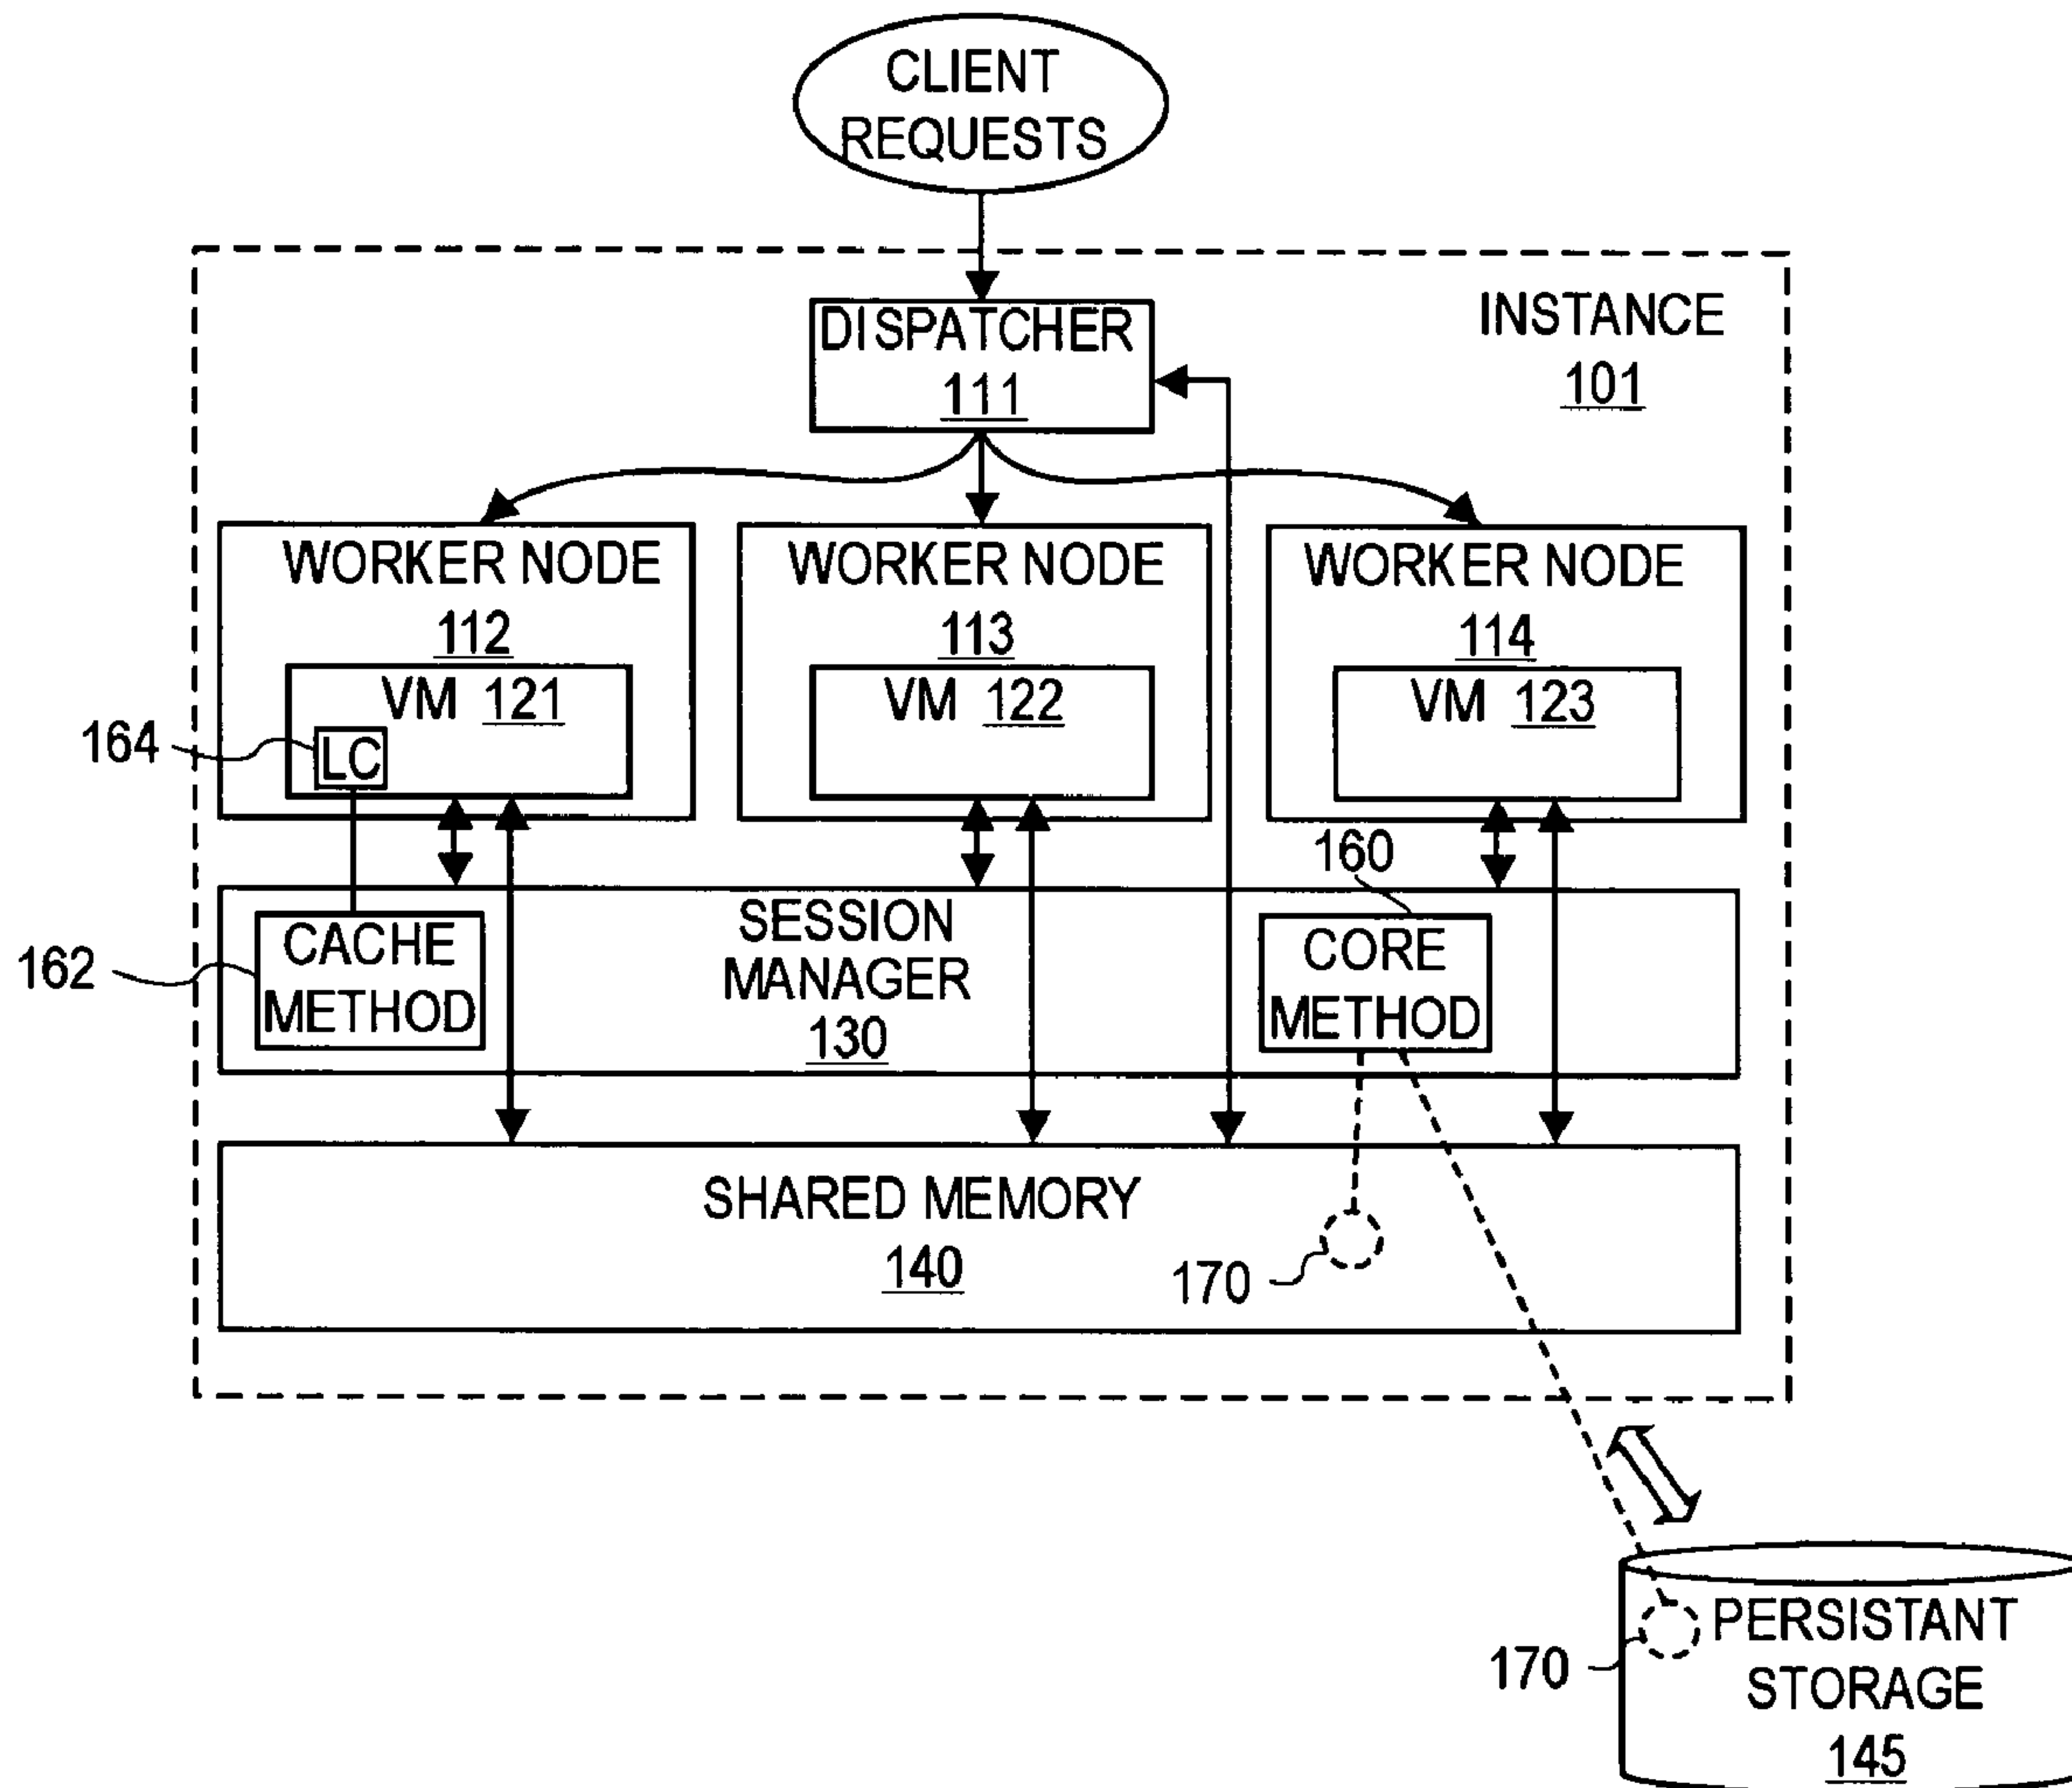 CLIENT
REQUESTS
DISPATCHER
111
INSTANCE
101
WORKER NODE
112
VM 121
164
LC
WORKER NODE
113
VM 122
WORKER NODE
114
VM 123
160
162
CACHE
METHOD
SESSION
MANAGER
130
CORE
METHOD
SHARED MEMORY
140
170
170
PERSISTANT
STORAGE
145